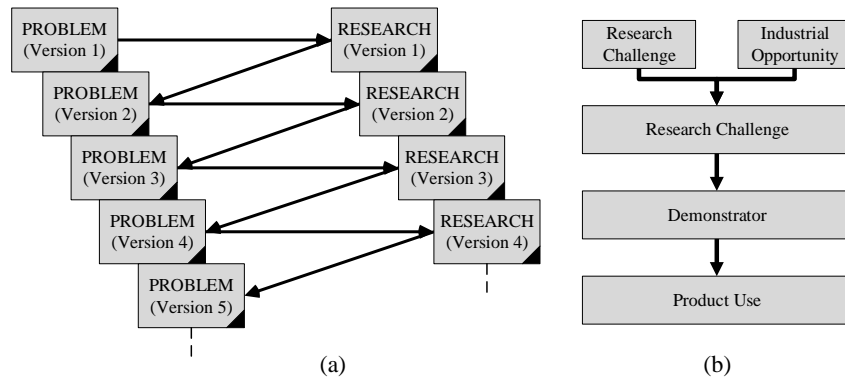 PROBLEM
(Version 1)
RESEARCH
(Version 1)
PROBLEM
(Version 2)
RESEARCH
(Version 2)
PROBLEM
(Version 3)
RESEARCH
(Version 3)
PROBLEM
(Version 4)
RESEARCH
(Version 4)
PROBLEM
(Version 5)
(a)
Research
Challenge
Industrial
Opportunity
Research Challenge
Demonstrator
Product Use
(b)